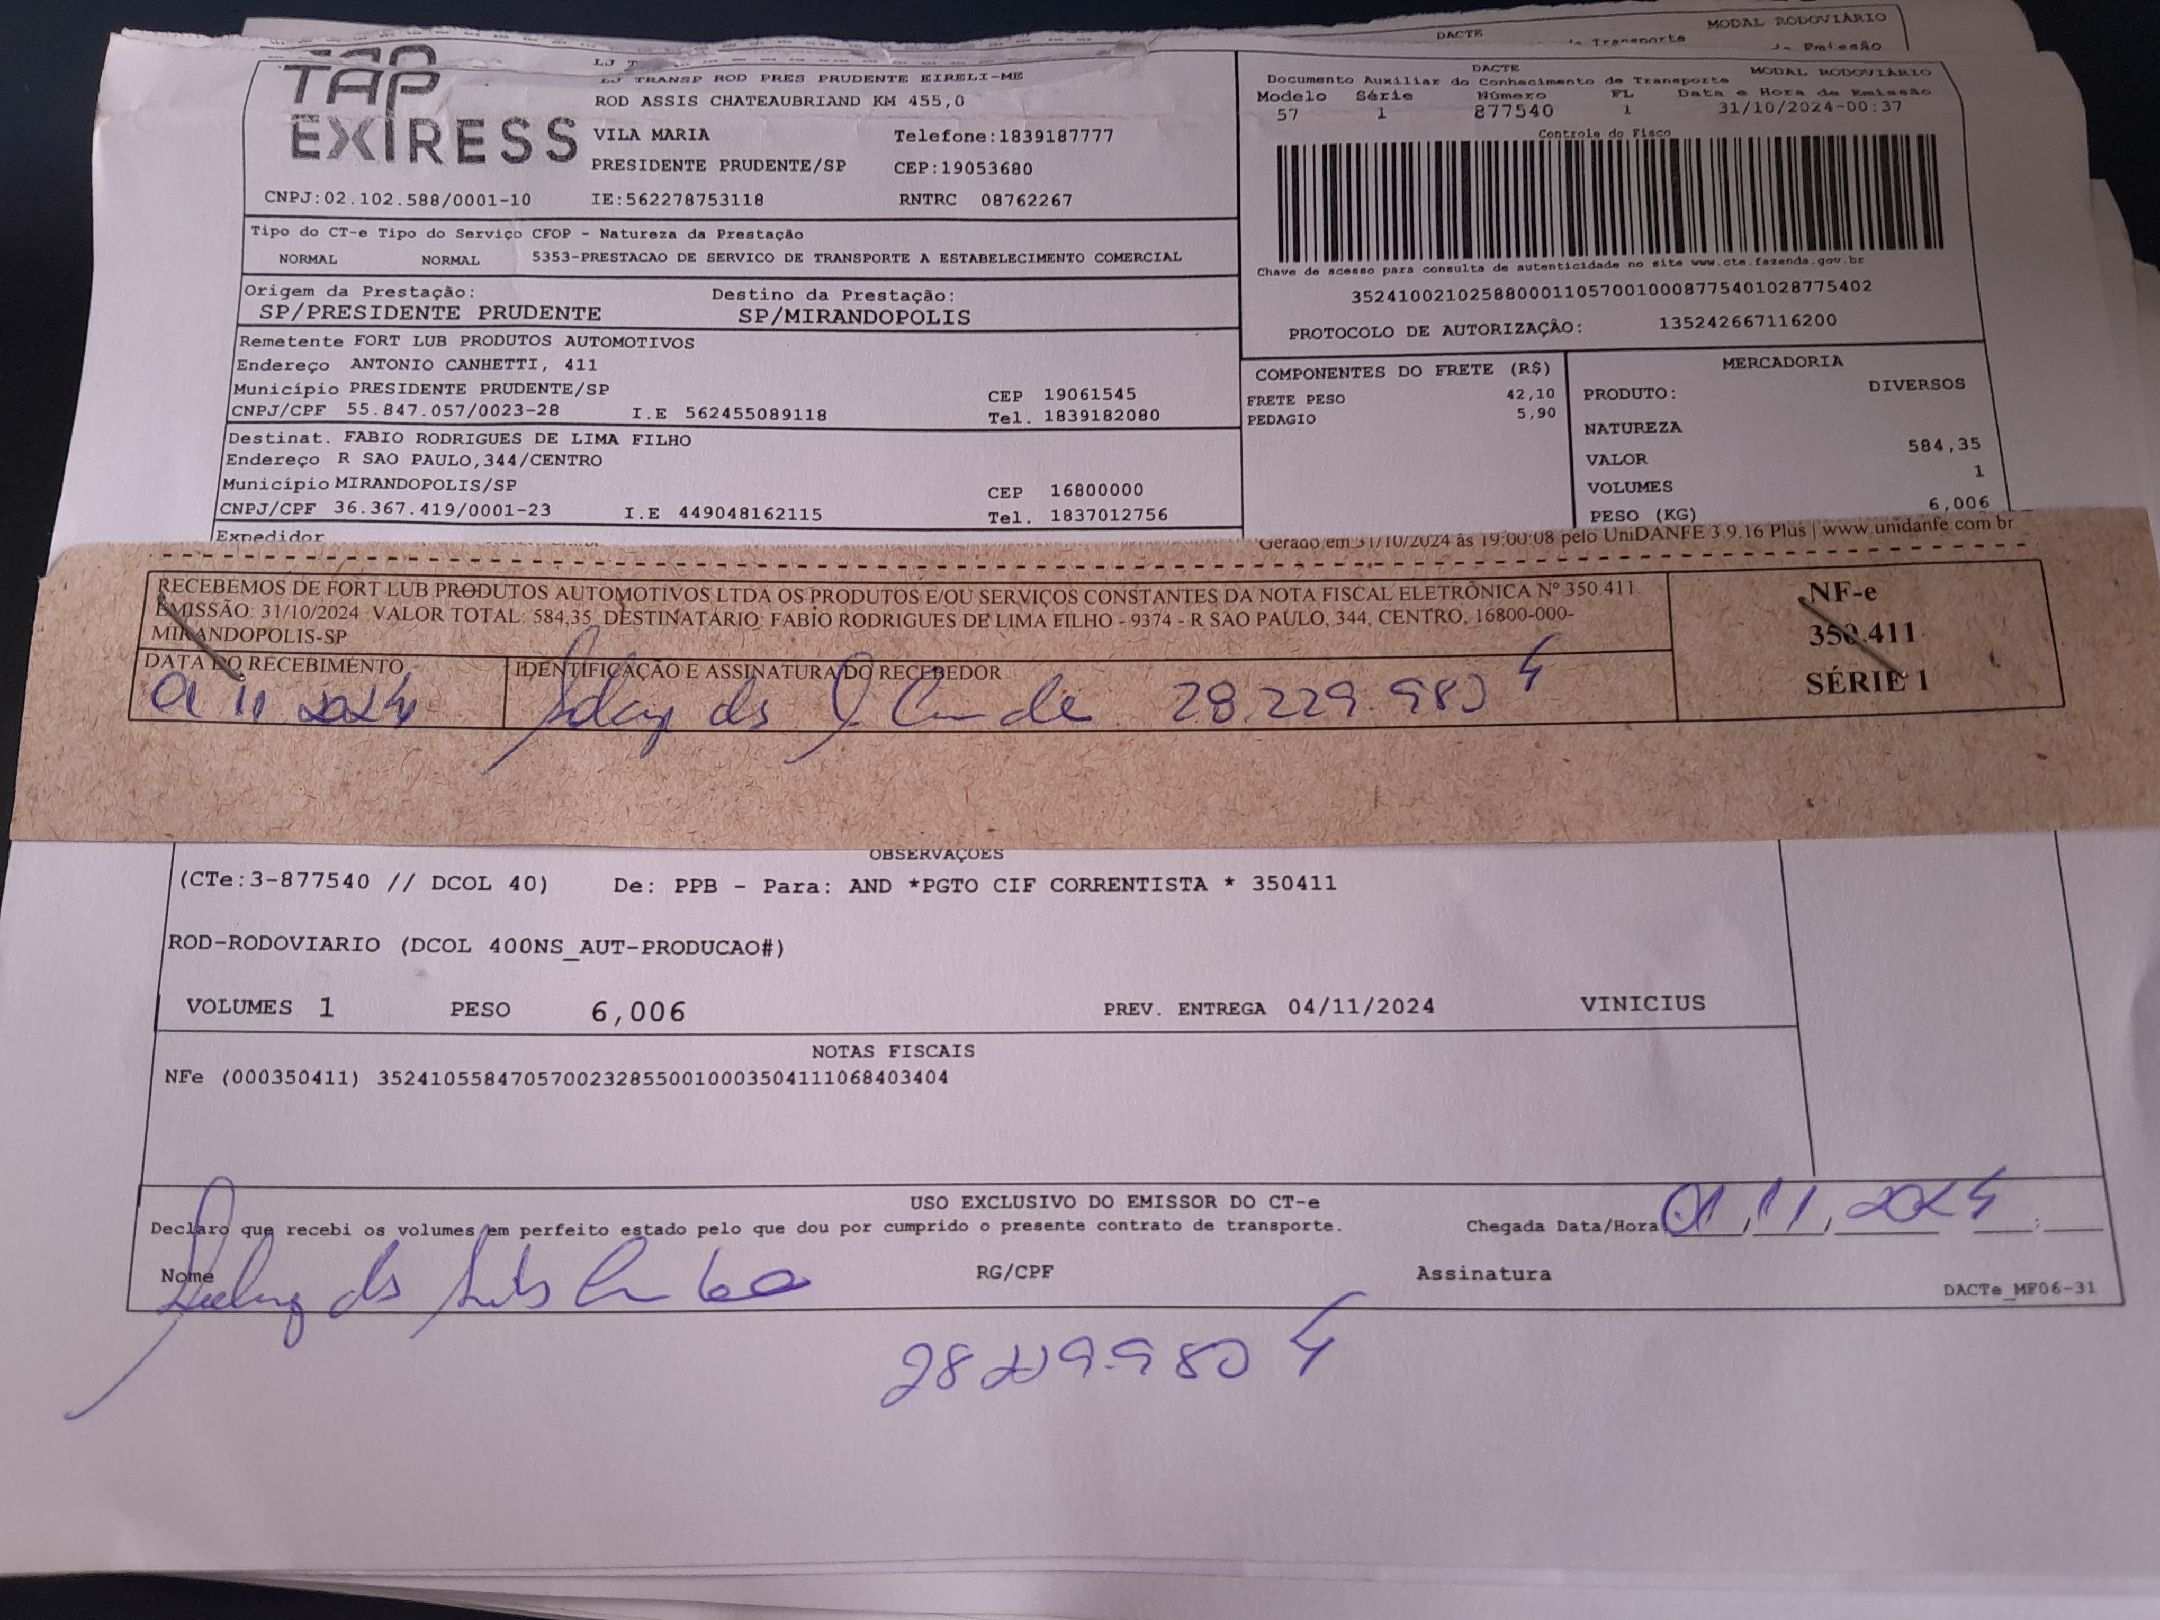 DACTE MODAL RODOVIÁRIO
de Transporte de Emissão
TAP
EXPRESS
LJ TRANSP ROD PRES PRUDENTE EIRELI-ME
ROD ASSIS CHATEAUBRIAND KM 455,0
VILA MARIA Telefone:1839187777
PRESIDENTE PRUDENTE/SP CEP:19053680
CNPJ:02.102.588/0001-10 IE:562278753118 RNTRC 08762267
DACTE MODAL RODOVIÁRIO
Documento Auxiliar do Conhecimento de Transporte
Modelo Série Número FL Data e Hora de Emissão
57 1 877540 1 31/10/2024-00:37
Controle do Fisco
Chave de acesso para consulta de autenticidade no site www.cte.fazenda.gov.br
35241002102588000110570010008775401028775402
PROTOCOLO DE AUTORIZAÇÃO: 135242667116200
Tipo do CT-e Tipo do Serviço CFOP - Natureza da Prestação
NORMAL NORMAL 5353-PRESTACAO DE SERVICO DE TRANSPORTE A ESTABELECIMENTO COMERCIAL
Origem da Prestação: Destino da Prestação:
SP/PRESIDENTE PRUDENTE SP/MIRANDOPOLIS
Remetente FORT LUB PRODUTOS AUTOMOTIVOS
Endereço ANTONIO CANHETTI, 411
Município PRESIDENTE PRUDENTE/SP CEP 19061545
CNPJ/CPF 55.847.057/0023-28 I.E 562455089118 Tel. 1839182080
Destinat. FABIO RODRIGUES DE LIMA FILHO
Endereço R SAO PAULO,344/CENTRO
Município MIRANDOPOLIS/SP CEP 16800000
CNPJ/CPF 36.367.419/0001-23 I.E 449048162115 Tel. 1837012756
Expedidor
COMPONENTES DO FRETE (R$)
FRETE PESO 42,10
PEDAGIO 5,90
MERCADORIA
PRODUTO: DIVERSOS
NATUREZA
VALOR 584,35
VOLUMES 1
PESO (KG) 6,006
Gerado em 31/10/2024 às 19:00:08 pelo UniDANFE 3.9.16 Plus | www.unidanfe.com.br
RECEBEMOS DE FORT LUB PRODUTOS AUTOMOTIVOS LTDA OS PRODUTOS E/OU SERVIÇOS CONSTANTES DA NOTA FISCAL ELETRÔNICA Nº 350.411
EMISSÃO: 31/10/2024 VALOR TOTAL: 584,35 DESTINATÁRIO: FABIO RODRIGUES DE LIMA FILHO - 9374 - R SAO PAULO, 344, CENTRO, 16800-000-
MIRANDOPOLIS-SP
DATA DO RECEBIMENTO IDENTIFICAÇÃO E ASSINATURA DO RECEBEDOR
01 11 2024 28.229.980 4
NF-e
350.411
SÉRIE 1
OBSERVAÇÕES
(CTe:3-877540 // DCOL 40) De: PPB - Para: AND *PGTO CIF CORRENTISTA * 350411
ROD-RODOVIARIO (DCOL 400NS_AUT-PRODUCAO#)
VOLUMES 1 PESO 6,006 PREV. ENTREGA 04/11/2024 VINICIUS
NOTAS FISCAIS
NFe (000350411) 35241055847057002328550010003504111068403404
USO EXCLUSIVO DO EMISSOR DO CT-e
Declaro que recebi os volumes em perfeito estado pelo que dou por cumprido o presente contrato de transporte. Chegada Data/Hora 01,11,2024 :
Nome RG/CPF Assinatura
DACTe_MF06-31
28 229.980 4